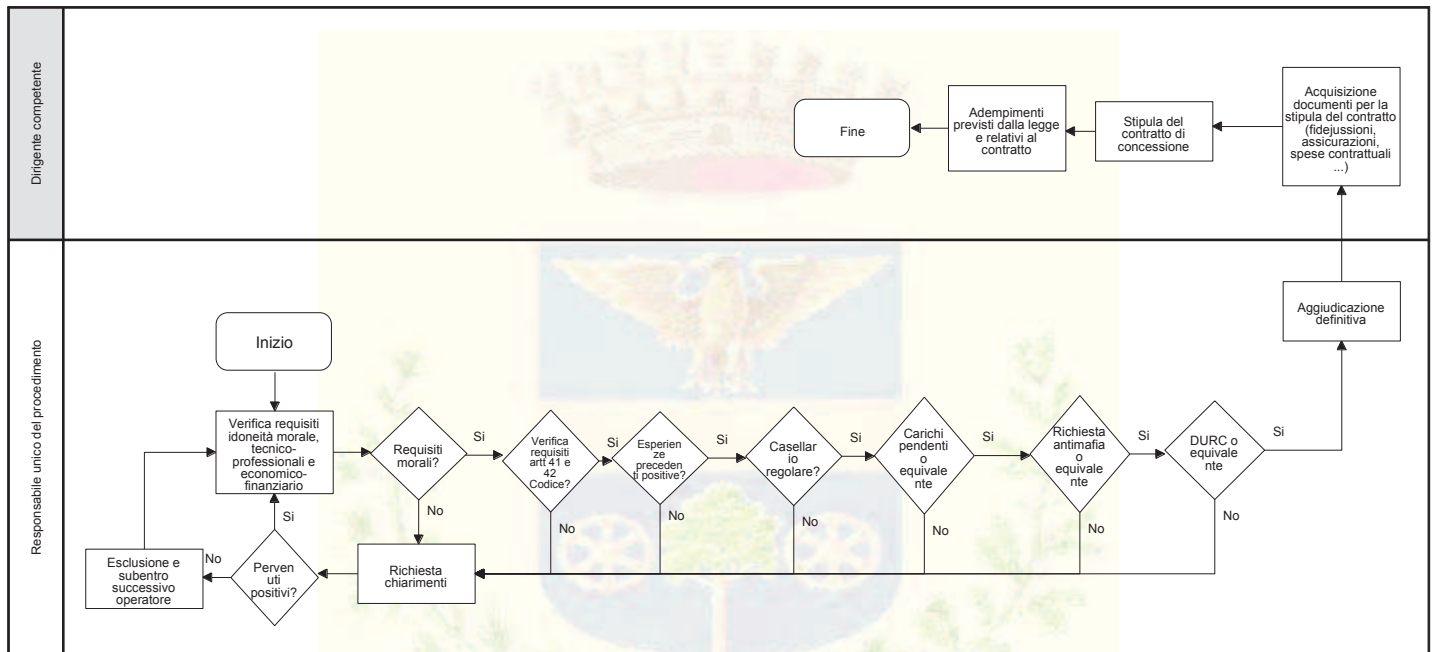 Dirigente competente
Fine
Adempimenti
previsti dalla legge
e relativi al
contratto
Stipula del
contratto di
concessione
Acquisizione
documenti per la
stipula del contratto
(fidejussioni,
assicurazioni,
spese contrattuali
...)
Responsabile unico del procedimento
Aggiudicazione
definitiva
Inizio
Verifica requisiti
idoneità morale,
tecnico-
professionali e
economico-
finanziario
Requisiti
morali?
Si
No
Verifica
requisiti
artt 41 e
42
Codice?
Si
No
Esperien
ze
preceden
ti positive?
Si
No
Casellar
io
regolare?
Si
No
Carichi
pendenti
o
equivale
nte
Si
No
Richiesta
antimafia
o
equivale
nte
Si
No
DURC o
equivale
nte
Si
No
Richiesta
chiarimenti
Perven
uti
positivi?
Si
No
Esclusione e
subentro
successivo
operatore